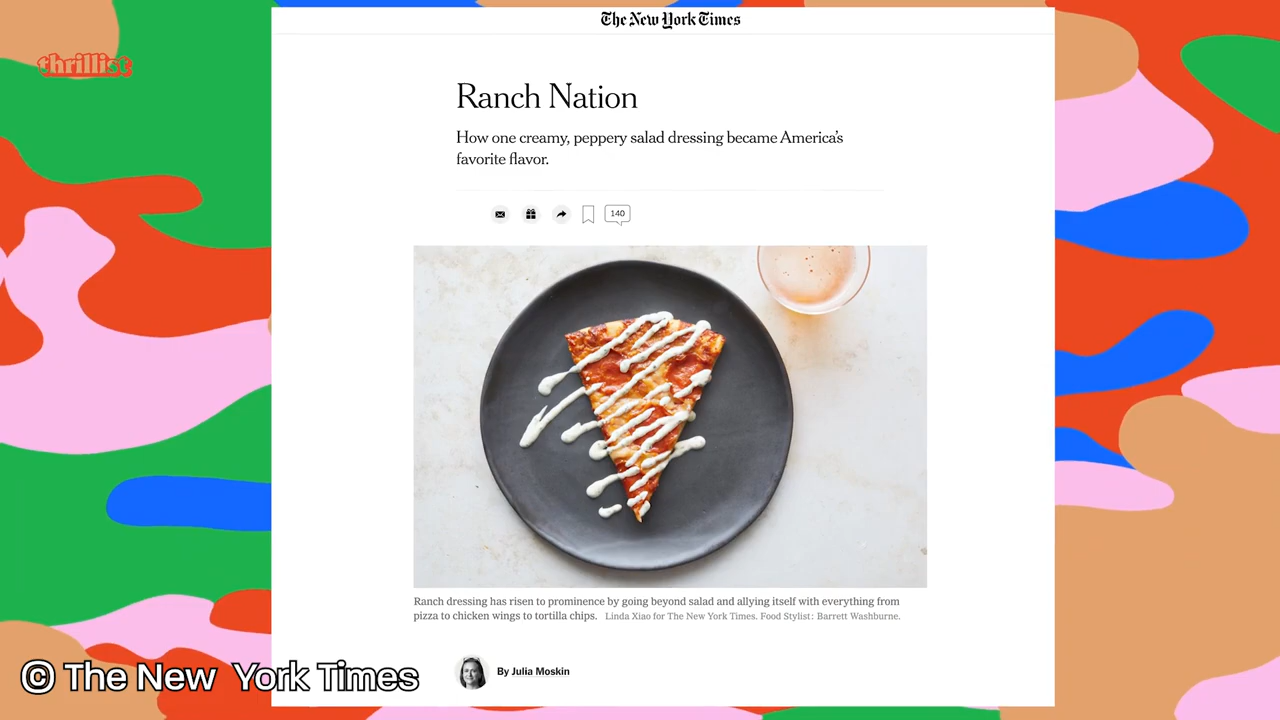 The New York Times
thrillist
Ranch Nation
How one creamy, peppery salad dressing became America's
favorite flavor.
140
Ranch dressing has risen to prominence by going beyond salad and allying itself with everything from
pizza to chicken wings to tortilla chips. Linda Xiao for The New York Times. Food Stylist: Barrett Washburne.
By Julia Moskin
© The New York Times